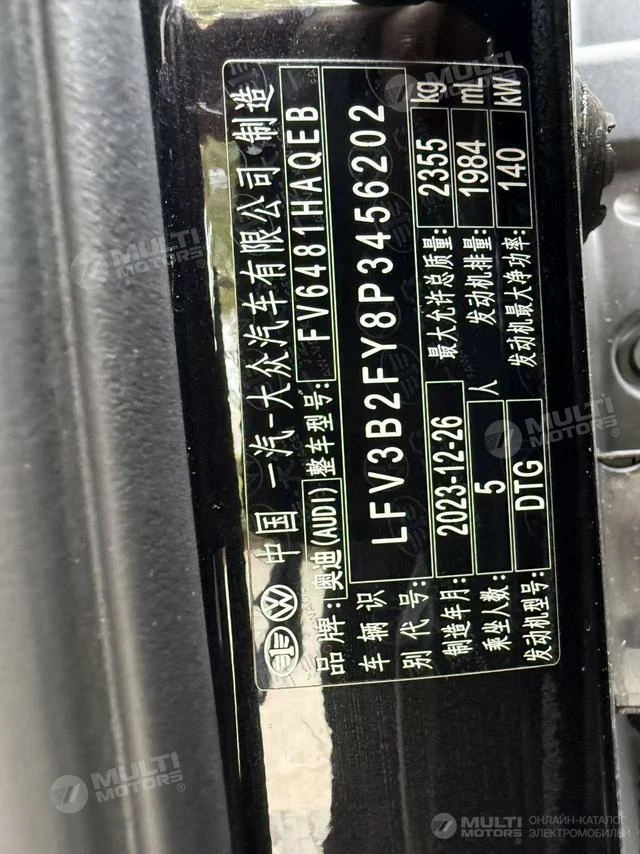 中国 一汽-大众汽车有限公司 制造
品牌: 奥迪(AUDI) 整车型号: FV6481HAQEB
车辆识别代号: LFV3B2FY8P3456202
制造年月: 2023-12-26 最大允许总质量: 2355 kg
乘坐人数: 5 人 发动机排量: 1984 mL
发动机型号: DTG 发动机最大净功率: 140 kW
MULTI MOTORS
MULTI MOTORS
MULTI MOTORS
MULTI MOTORS
MULTI MOTORS
MULTI MOTORS ОНЛАЙН-КАТАЛОГ ЭЛЕКТРОМОБИЛЕЙ